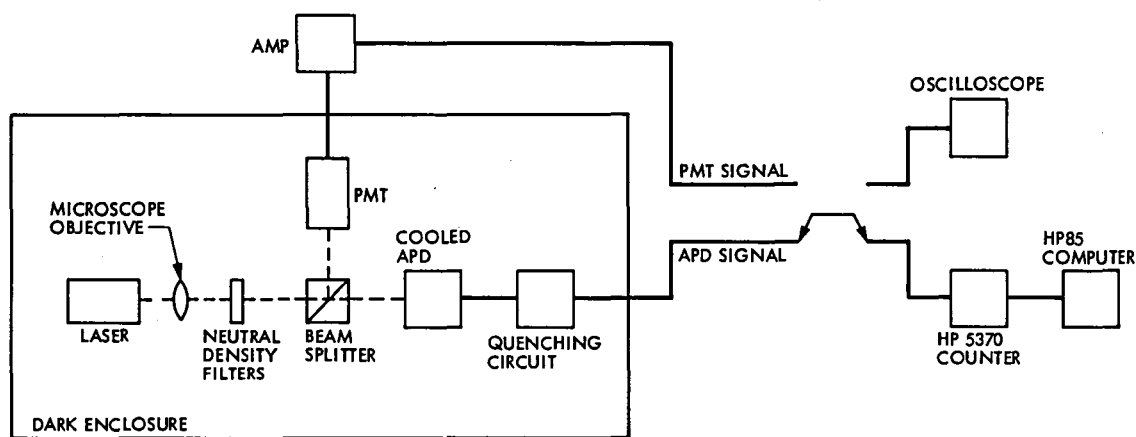 AMP
OSCILLOSCOPE
PMT
PMT SIGNAL
MICROSCOPE
OBJECTIVE
COOLED
APD
APD SIGNAL
HP85
COMPUTER
LASER
NEUTRAL
DENSITY
FILTERS
BEAM
SPLITTER
QUENCHING
CIRCUIT
HP 5370
COUNTER
DARK ENCLOSURE